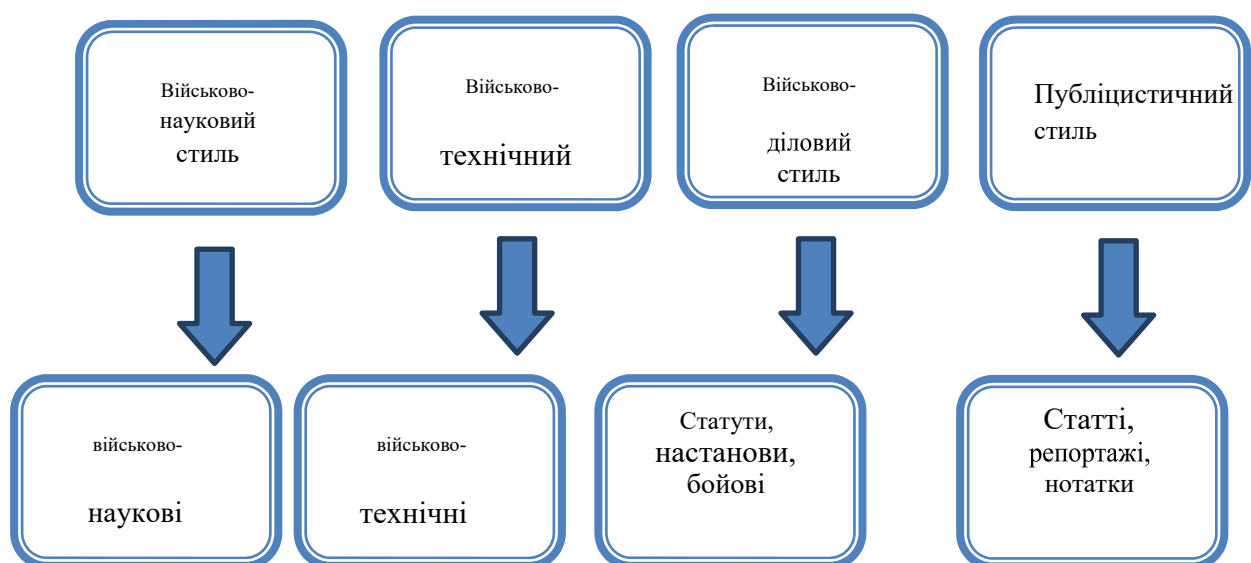 Військово-
науковий
стиль
Військово-
технічний
Військово-
діловий
стиль
Публіцистичний
стиль
військово-
наукові
військово-
технічні
Статути,
настанови,
бойові
Статті,
репортажі,
нотатки